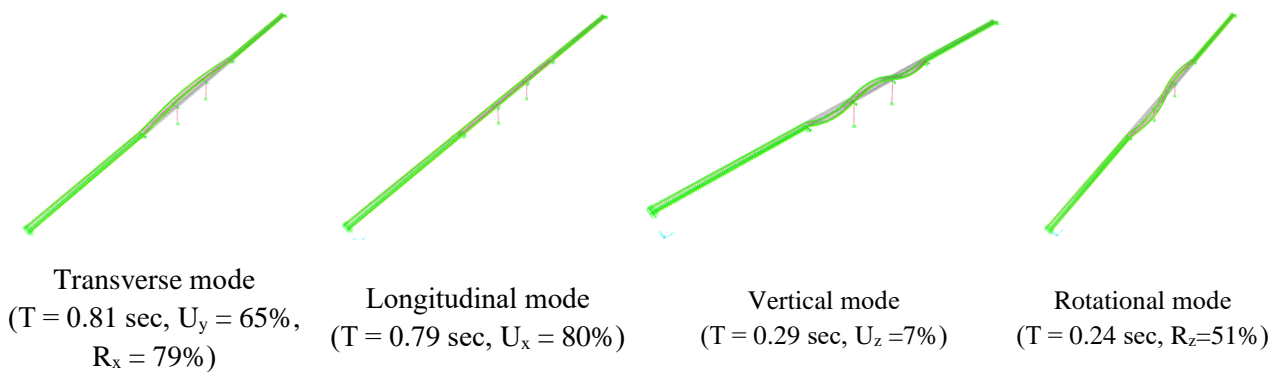 Transverse mode
(T = 0.81 sec, Uy = 65%,
Rx = 79%)
Longitudinal mode
(T = 0.79 sec, Ux = 80%)
Vertical mode
(T = 0.29 sec, Uz =7%)
Rotational mode
(T = 0.24 sec, Rz=51%)